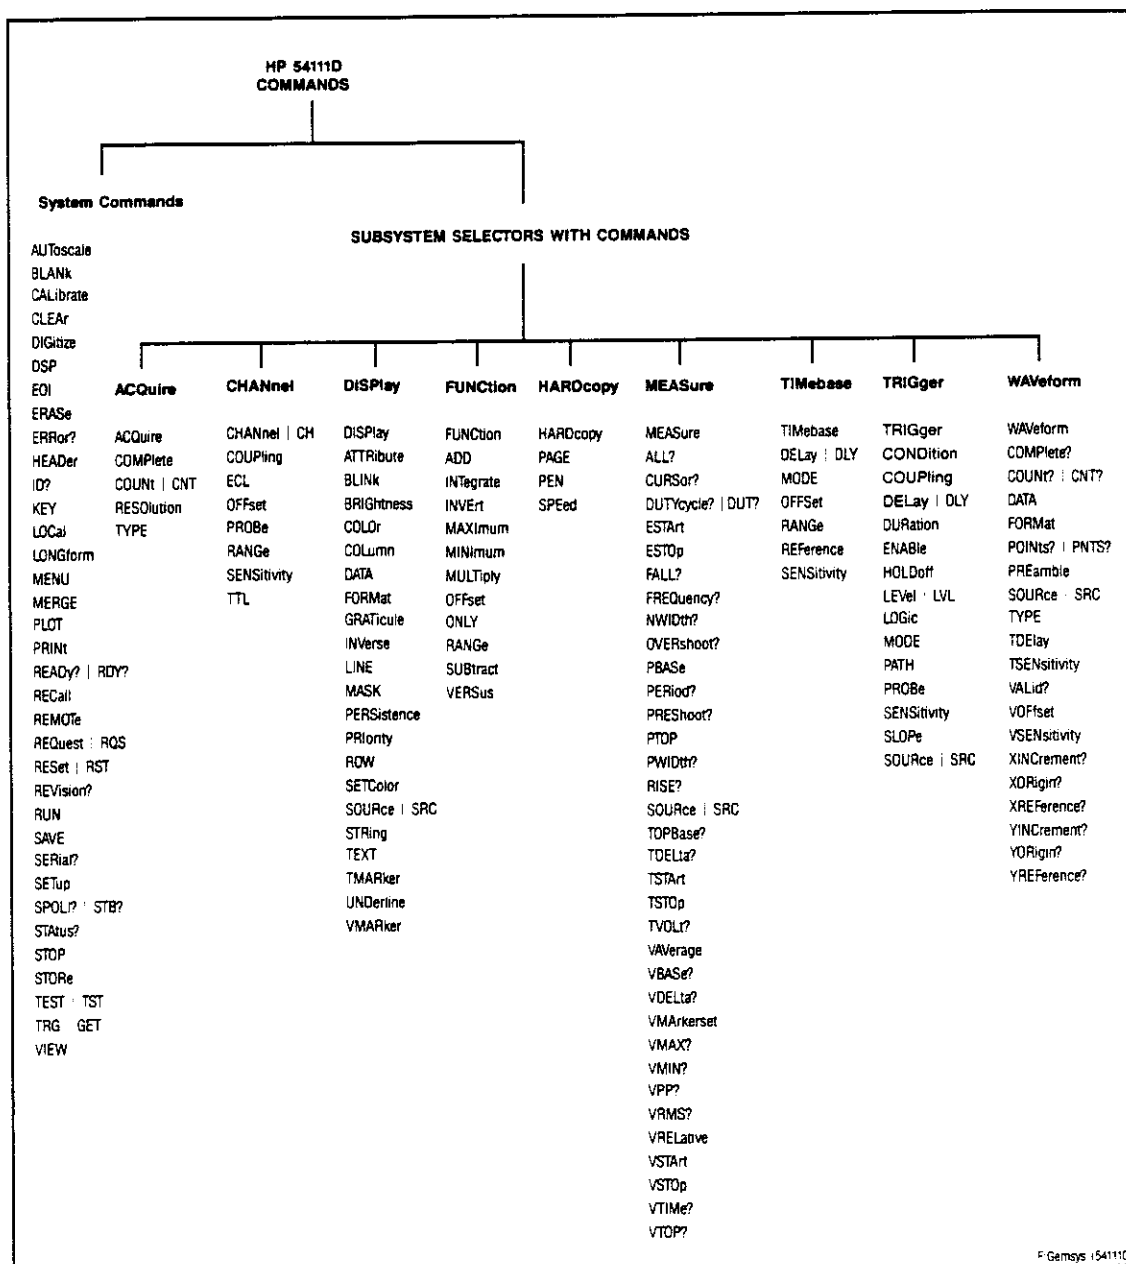 HP 54111D
COMMANDS
System Commands
AUToscale
BLANk
CALibrate
CLEAr
DIGitize
DSP
EOI
ERASe
ERRor?
HEADer
ID?
KEY
LOCal
LONGform
MENU
MERGE
PLOT
PRINt
READy? | RDY?
RECall
REMOTe
REQuest | RQS
RESet | RST
REVision?
RUN
SAVE
SERial?
SETup
SPOLl? | STB?
STAtus?
STOP
STORe
TEST | TST
TRG GET
VIEW
SUBSYSTEM SELECTORS WITH COMMANDS
ACQuire
ACQuire
COMPlete
COUNt | CNT
RESOlution
TYPE
CHANnel
CHANnel | CH
COUPling
ECL
OFFset
PROBe
RANGe
SENSitivity
TTL
DISPlay
DISPlay
ATTRibute
BLINk
BRIGhtness
COLOr
COLumn
DATA
FORMat
GRATicule
INVerse
LINE
MASK
PERSistence
PRIority
ROW
SETColor
SOURce | SRC
STRing
TEXT
TMARker
UNDerline
VMARker
FUNCtion
FUNCtion
ADD
INTegrate
INVErt
MAXImum
MINImum
MULTiply
OFFset
ONLY
RANGe
SUBtract
VERSus
HARDcopy
HARDcopy
PAGE
PEN
SPEed
MEASure
MEASure
ALL?
CURSor?
DUTYcycle? | DUT?
ESTArt
ESTOp
FALL?
FREQuency?
NWIDth?
OVERshoot?
PBASe
PERiod?
PREShoot?
PTOP
PWIDth?
RISE?
SOURce | SRC
TOPBase?
TDELta?
TSTArt
TSTOp
TVOLt?
VAVerage
VBASe?
VDELta?
VMArkerset
VMAX?
VMIN?
VPP?
VRMS?
VRELative
VSTArt
VSTOp
VTIMe?
VTOP?
TIMebase
TIMebase
DELay | DLY
MODE
OFFSet
RANGe
REFerence
SENSitivity
TRIGger
TRIGger
CONDition
COUPling
DELay | DLY
DURation
ENABle
HOLDoff
LEVel | LVL
LOGic
MODE
PATH
PROBe
SENSitivity
SLOPe
SOURce | SRC
WAVeform
WAVeform
COMPlete?
COUNt? | CNT?
DATA
FORMat
POINts? | PNTS?
PREamble
SOURce | SRC
TYPE
TDElay
TSENsitivity
VALid?
VOFfset
VSENsitivity
XINCrement?
XORigin?
XREFerence?
YINCrement?
YORigin?
YREFerence?